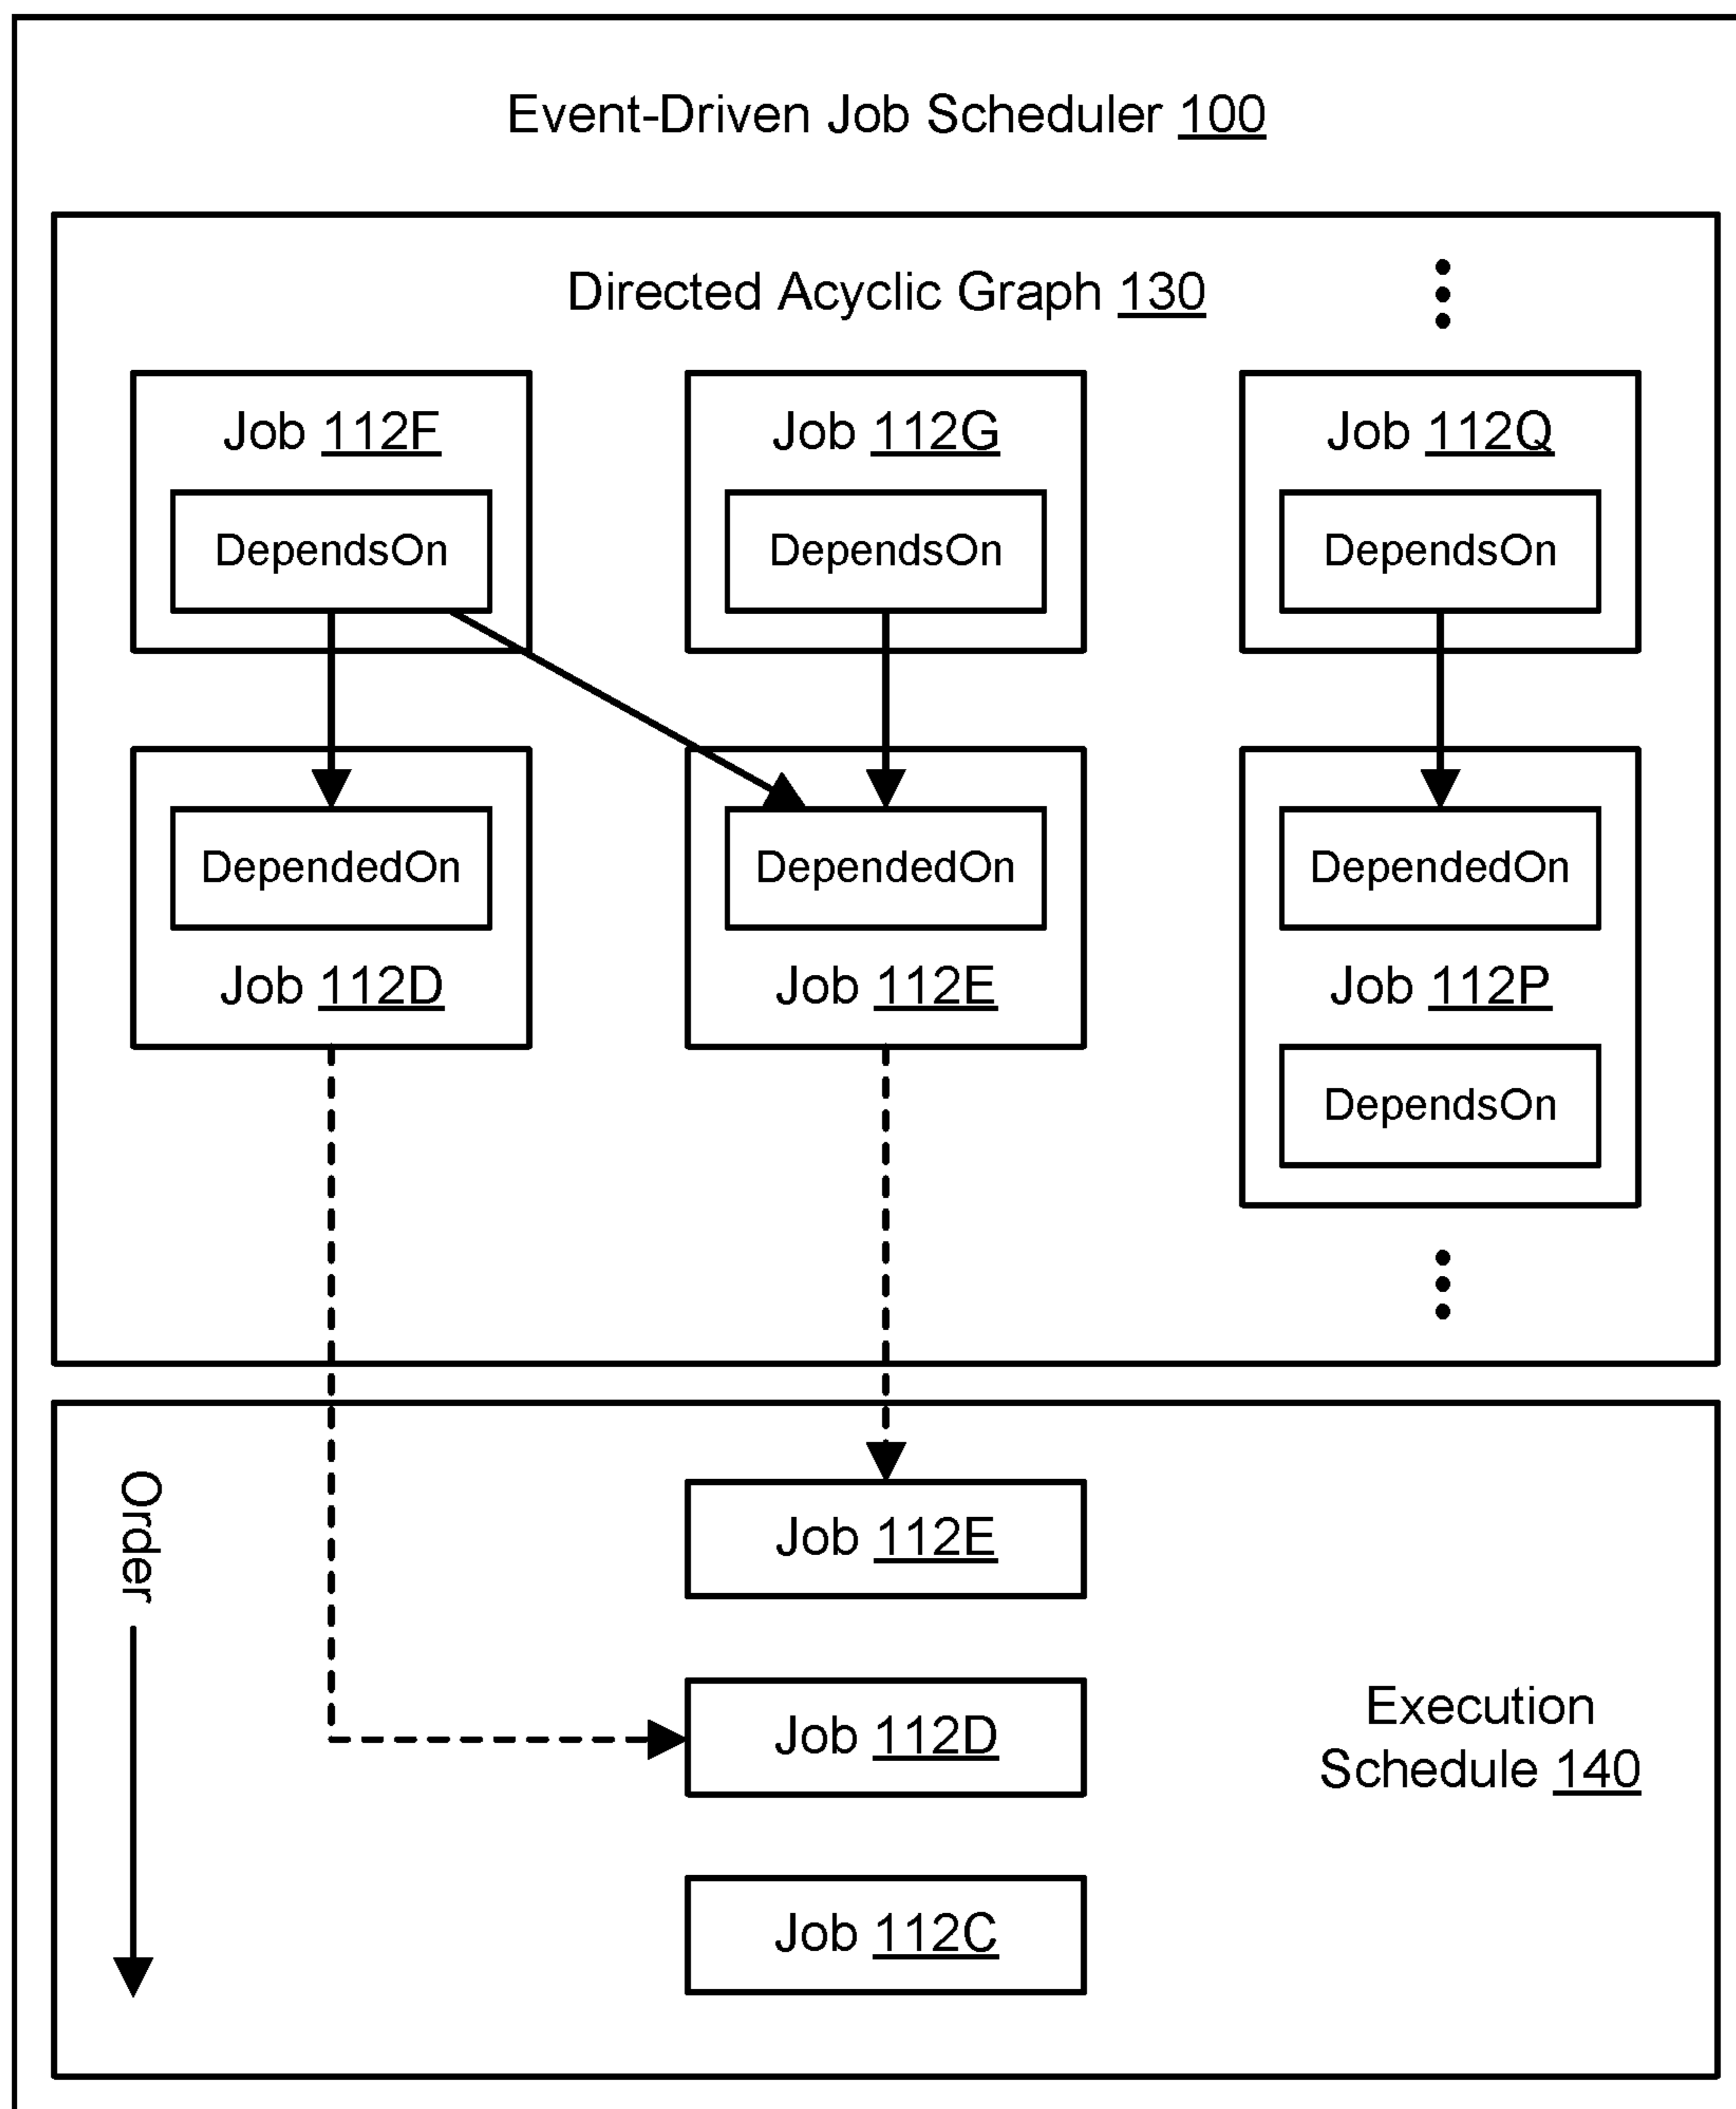 Event-Driven Job Scheduler 100
Directed Acyclic Graph 130
Job 112F
DependsOn
Job 112G
DependsOn
Job 112Q
DependsOn
DependedOn
Job 112D
DependedOn
Job 112E
DependedOn
Job 112P
DependsOn
Order
Job 112E
Job 112D
Job 112C
Execution
Schedule 140